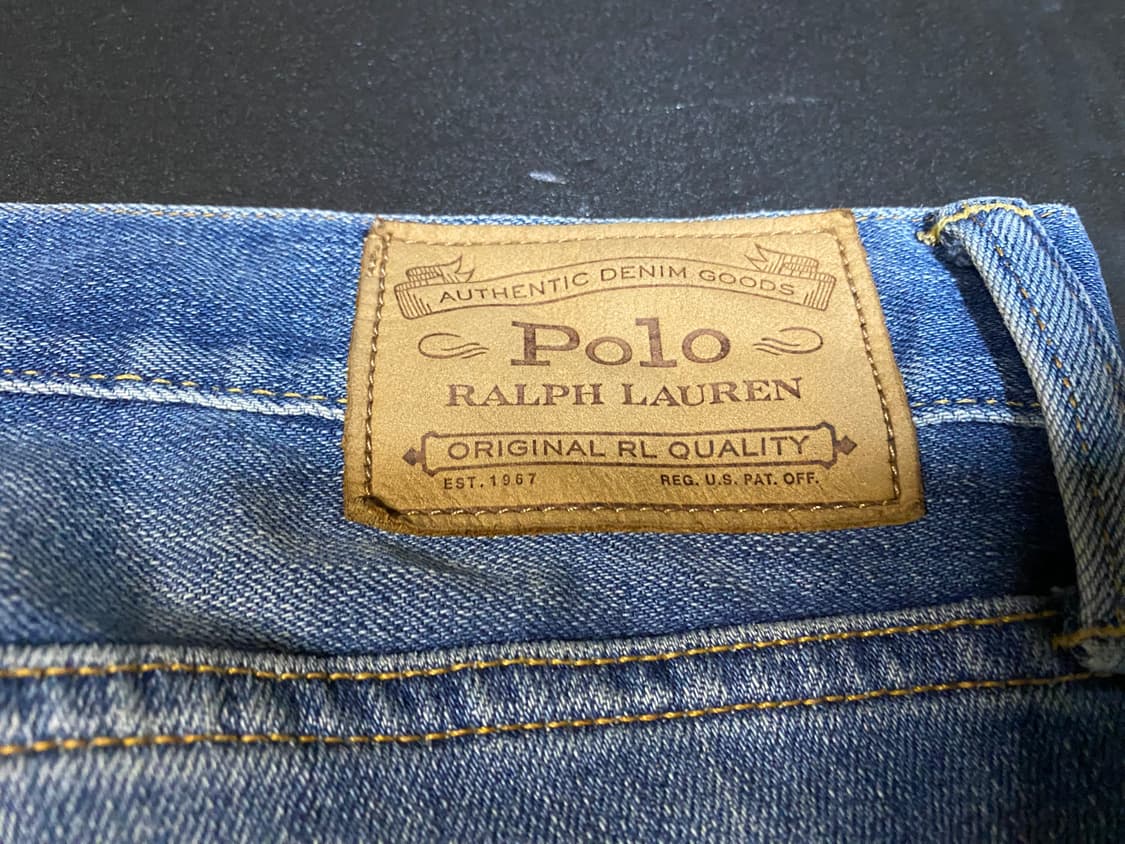 AUTHENTIC DENIM GOODS
Polo
RALPH LAUREN
ORIGINAL RL QUALITY
EST. 1967 REG. U.S. PAT. OFF.